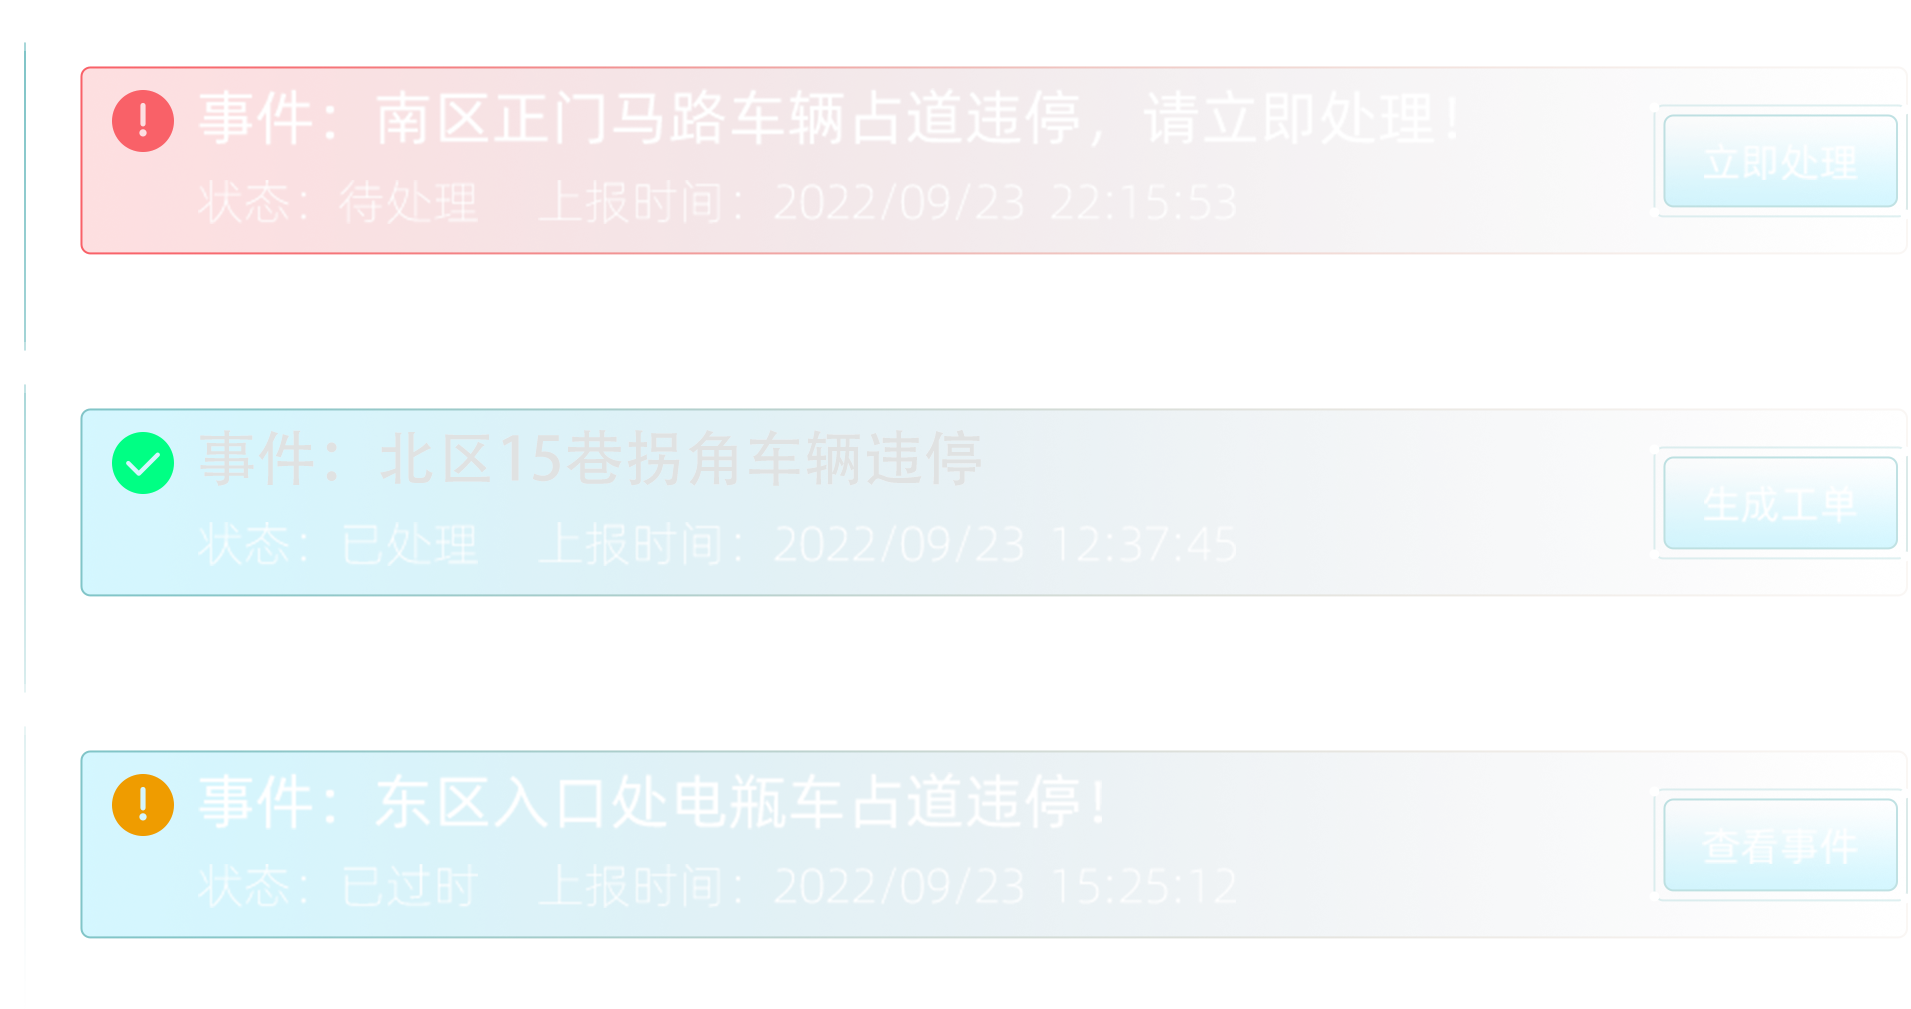 事件：南区正门马路车辆占道违停，请立即处理！
状态：待处理 上报时间：2022/09/23 22:15:53
立即处理
事件：北区15巷拐角车辆违停
状态：已处理 上报时间：2022/09/23 12:37:45
生成工单
事件：东区入口处电瓶车占道违停！
状态：已过时 上报时间：2022/09/23 15:25:12
查看事件